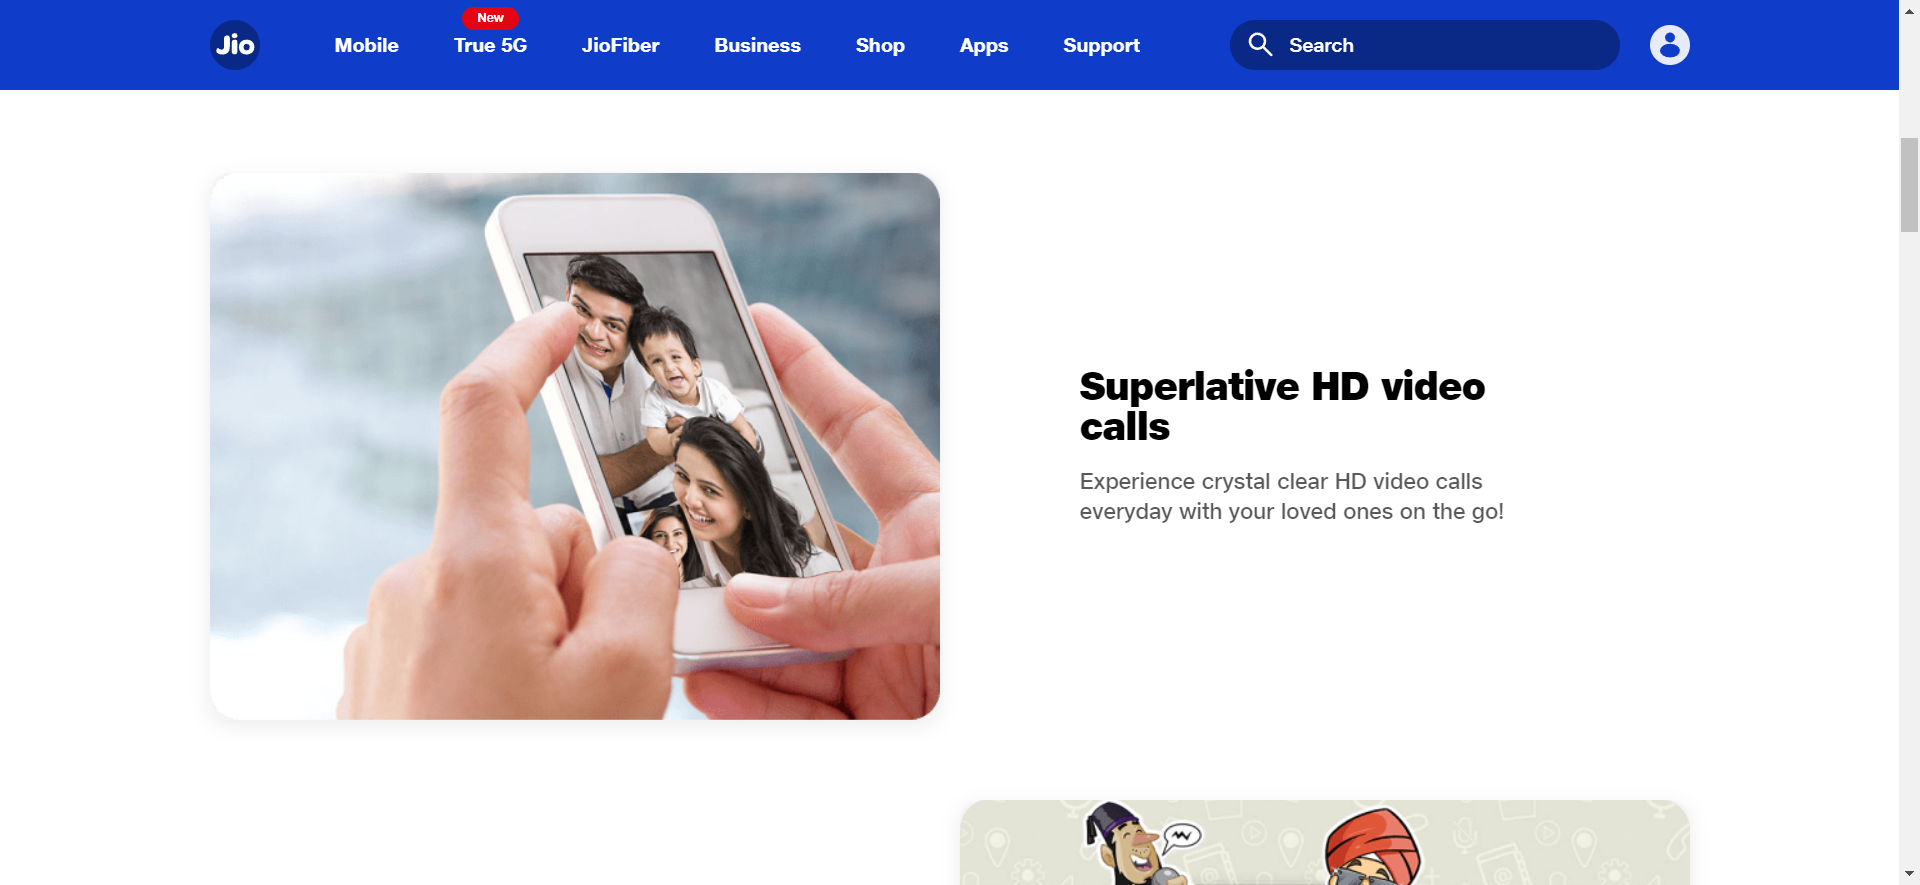 New
Jio Mobile True 5G JioFiber Business Shop Apps Support Search
Superlative HD video
calls
Experience crystal clear HD video calls
everyday with your loved ones on the go!